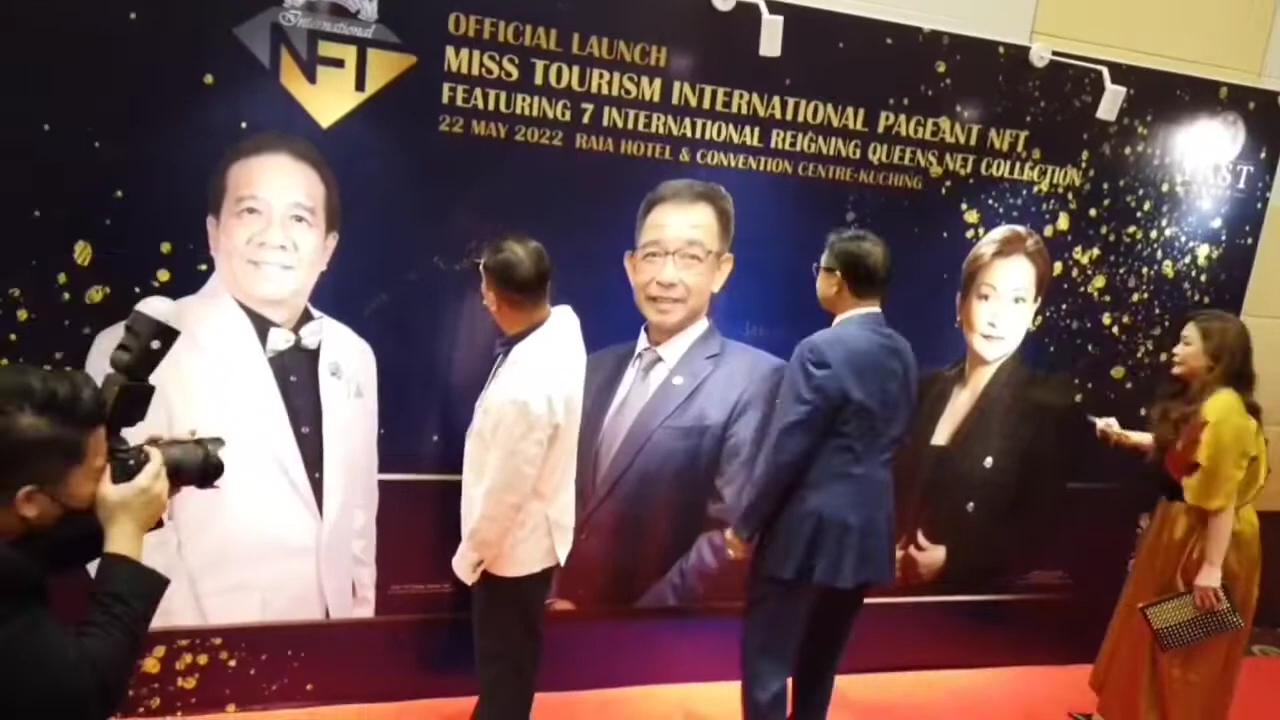 International
NFT
OFFICIAL LAUNCH
MISS TOURISM INTERNATIONAL PAGEANT NFT
FEATURING 7 INTERNATIONAL REIGNING QUEENS NFT COLLECTION
22 MAY 2022 RAIA HOTEL & CONVENTION CENTRE-KUCHING